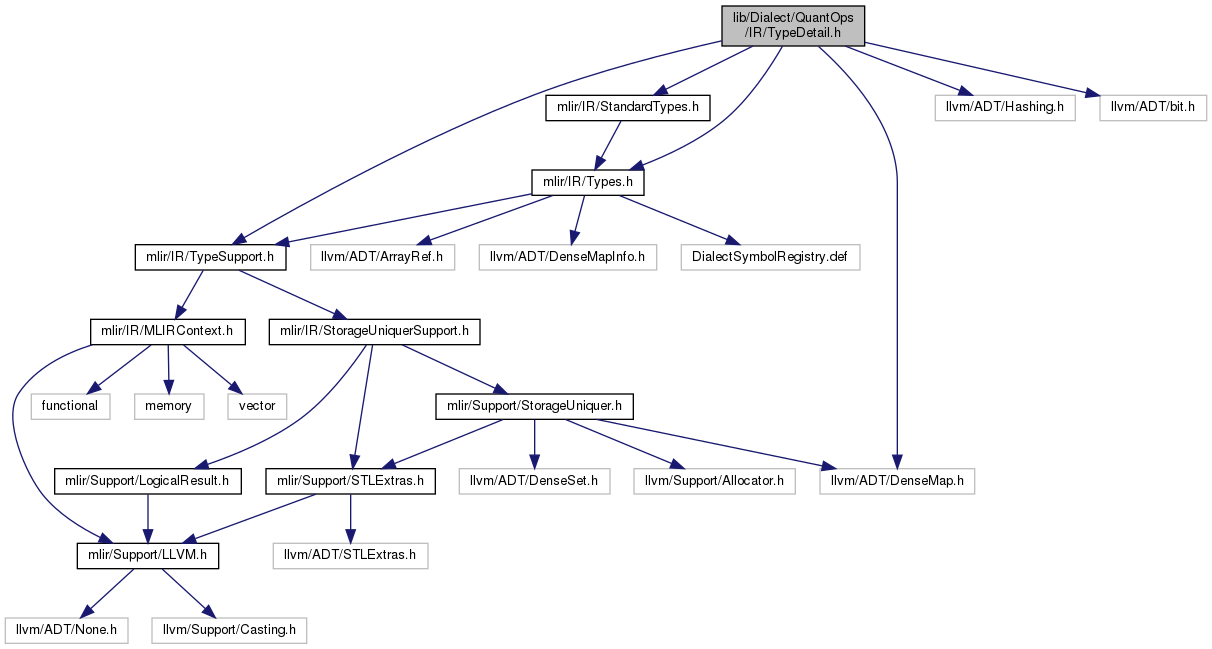 lib/Dialect/QuantOps
/IR/TypeDetail.h
mlir/IR/StandardTypes.h
llvm/ADT/Hashing.h
llvm/ADT/bit.h
mlir/IR/Types.h
mlir/IR/TypeSupport.h
llvm/ADT/ArrayRef.h
llvm/ADT/DenseMapInfo.h
DialectSymbolRegistry.def
mlir/IR/MLIRContext.h
mlir/IR/StorageUniquerSupport.h
functional
memory
vector
mlir/Support/StorageUniquer.h
mlir/Support/LogicalResult.h
mlir/Support/STLExtras.h
llvm/ADT/DenseSet.h
llvm/Support/Allocator.h
llvm/ADT/DenseMap.h
mlir/Support/LLVM.h
llvm/ADT/STLExtras.h
llvm/ADT/None.h
llvm/Support/Casting.h